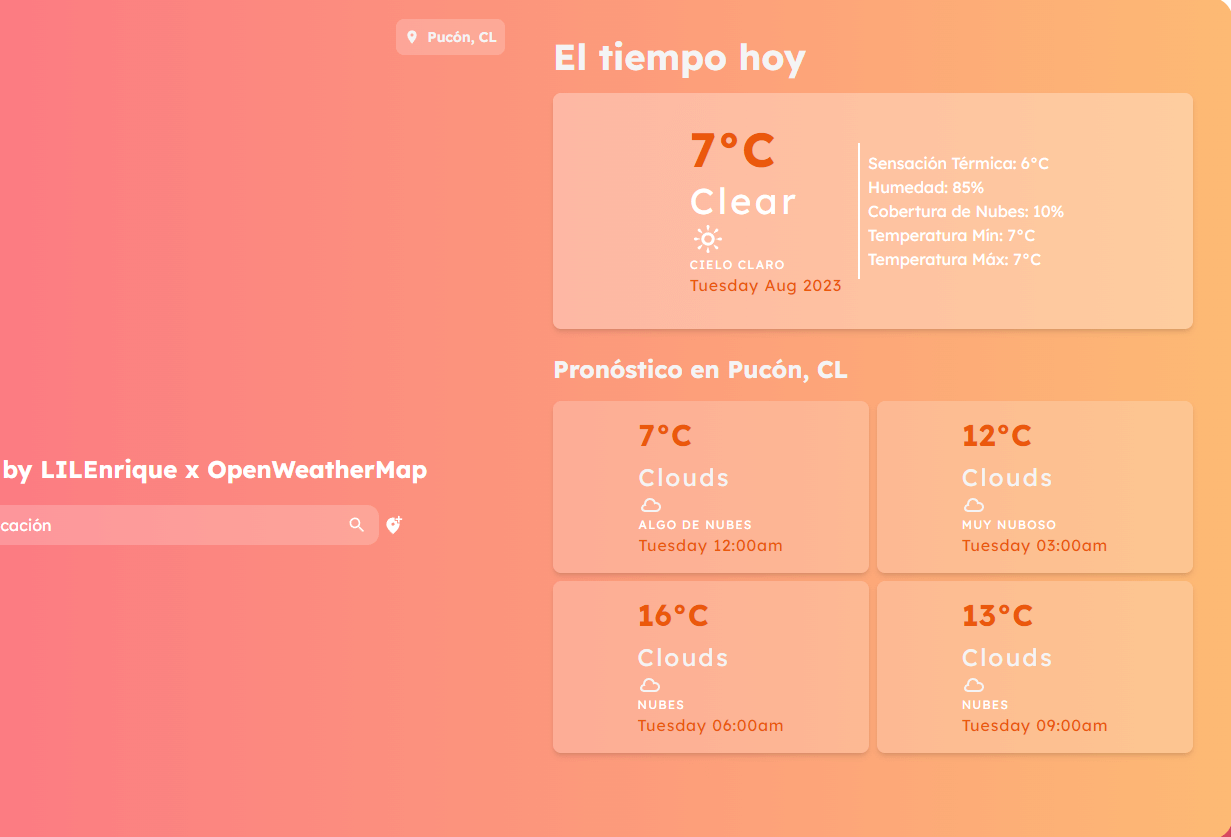 Pucón, CL
by LILEnrique x OpenWeatherMap
cación
El tiempo hoy
7°C
Clear
CIELO CLARO
Tuesday Aug 2023
Sensación Térmica: 6°C
Humedad: 85%
Cobertura de Nubes: 10%
Temperatura Min: 7°C
Temperatura Máx: 7°C
Pronóstico en Pucón, CL
7°C
Clouds
ALGO DE NUBES
Tuesday 12:00am
12°C
Clouds
MUY NUBOSO
Tuesday 03:00am
16°C
Clouds
NUBES
Tuesday 06:00am
13°C
Clouds
NUBES
Tuesday 09:00am